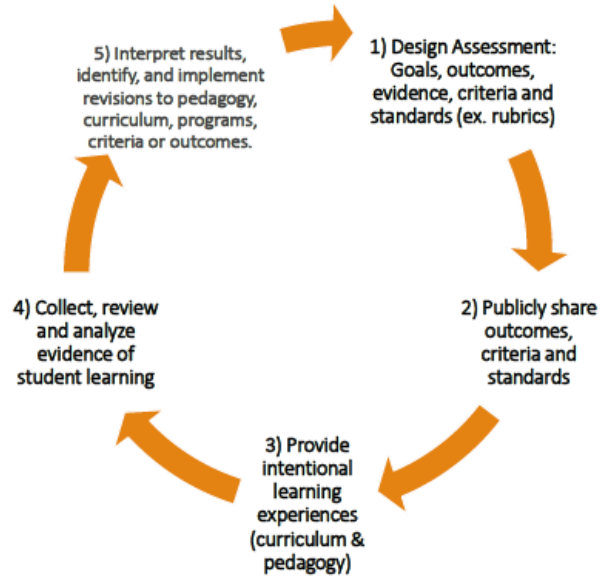 1) Design Assessment:
Goals, outcomes,
evidence, criteria and
standards (ex. rubrics)
2) Publicly share
outcomes,
criteria and
standards
3) Provide
intentional
learning
experiences
(curriculum &
pedagogy)
4) Collect, review
and analyze
evidence of
student learning
5) Interpret results,
identify, and implement
revisions to pedagogy,
curriculum, programs,
criteria or outcomes.